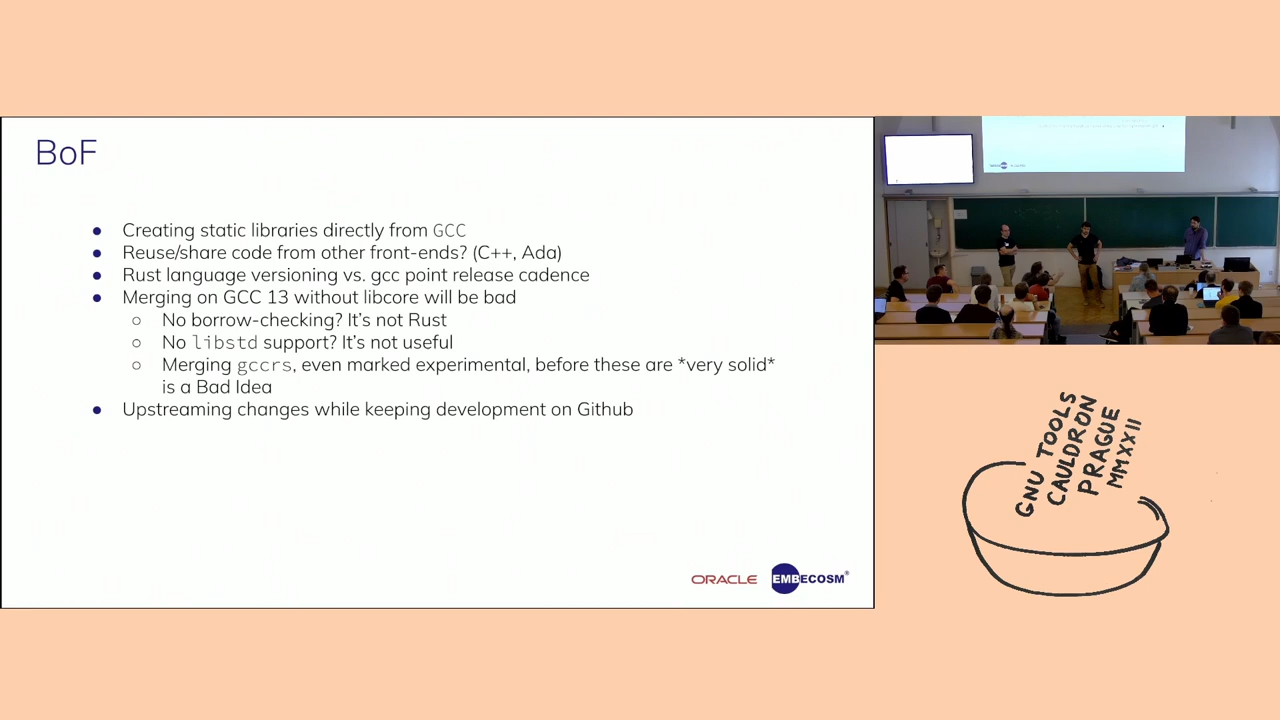 BoF
Creating static libraries directly from GCC
Reuse/share code from other front-ends? (C++, Ada)
Rust language versioning vs. gcc point release cadence
Merging on GCC 13 without libcore will be bad
No borrow-checking? It's not Rust
No libstd support? It's not useful
Merging gccrs, even marked experimental, before these are *very solid*
is a Bad Idea
Upstreaming changes while keeping development on Github
ORACLE
EMBECOSM®
GNU TOOLS
CAULDRON
PRAGUE
MMXXII